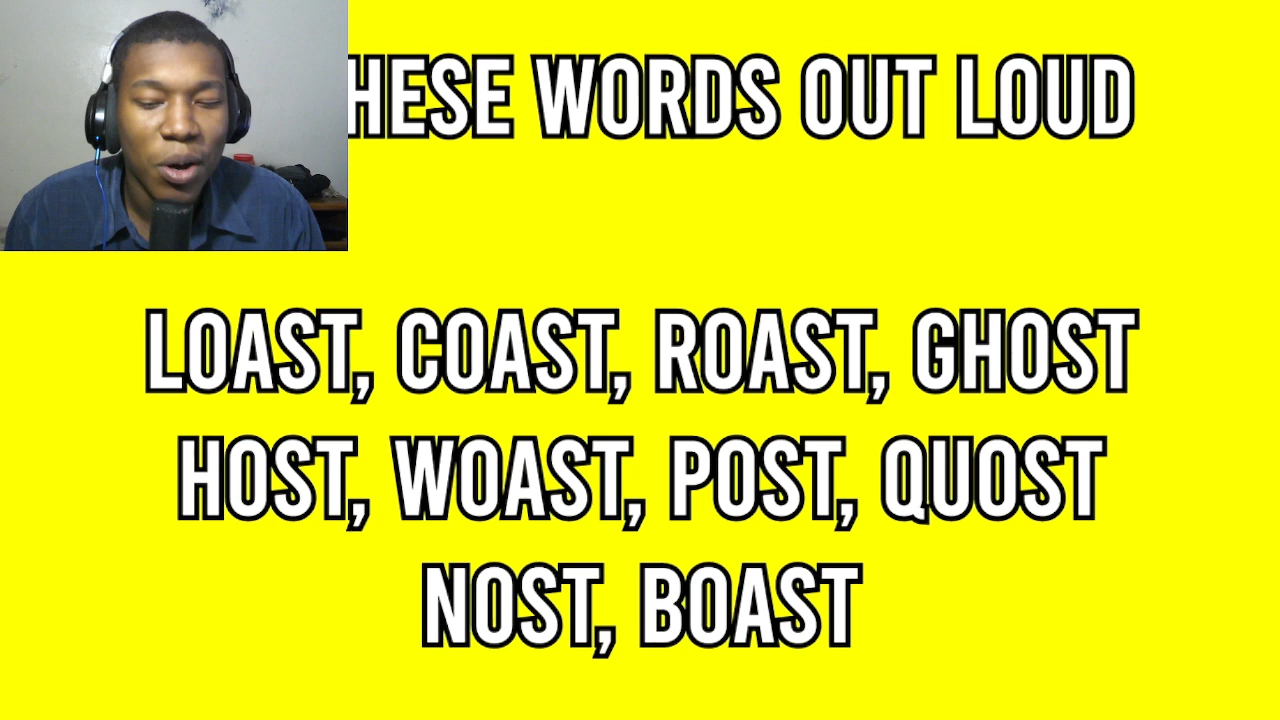 HESE WORDS OUT LOUD
LOAST, COAST, ROAST, GHOST
HOST, WOAST, POST, QUOST
NOST, BOAST